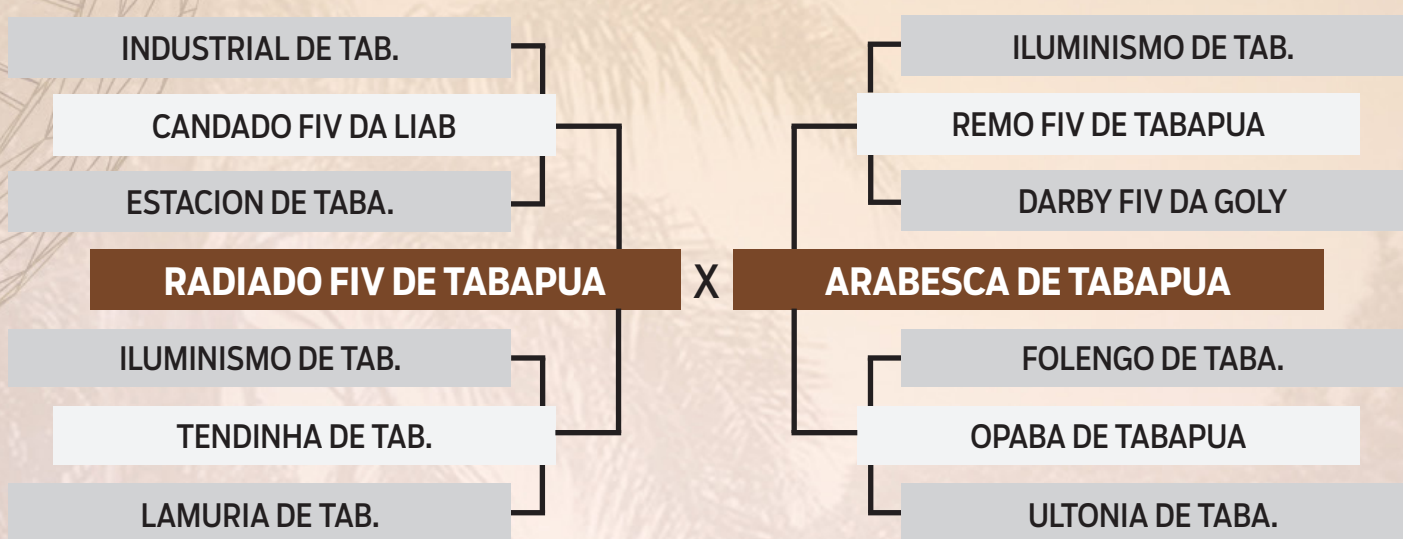 INDUSTRIAL DE TAB.
CANDADO FIV DA LIAB
ESTACION DE TABA.
RADIADO FIV DE TABAPUA
ILUMINISMO DE TAB.
TENDINHA DE TAB.
LAMURIA DE TAB.
X
ILUMINISMO DE TAB.
REMO FIV DE TABAPUA
DARBY FIV DA GOLY
ARABESCA DE TABAPUA
FOLENGO DE TABA.
OPABA DE TABAPUA
ULTONIA DE TABA.